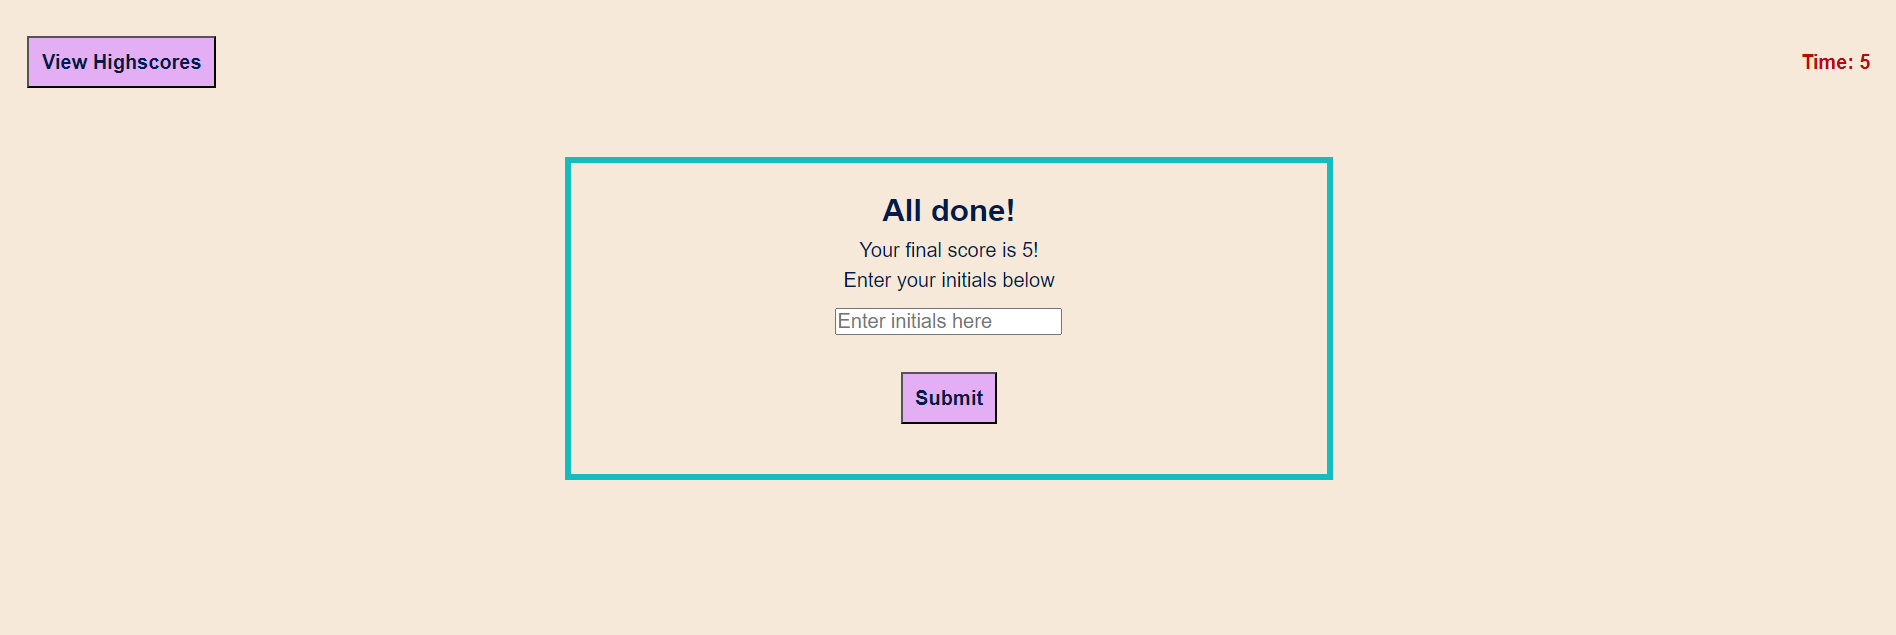 View Highscores
Time: 5
All done!
Your final score is 5!
Enter your initials below
Enter initials here
Submit